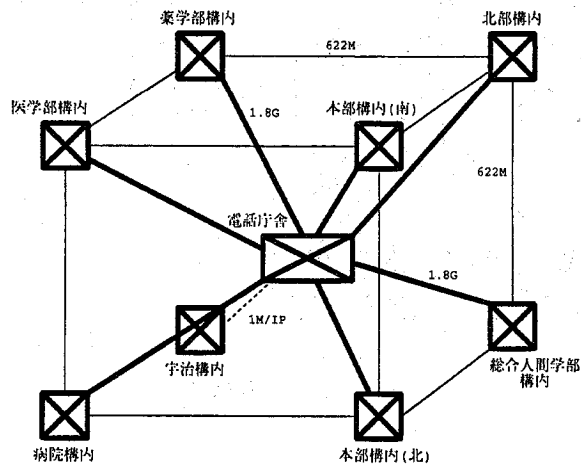 薬学部構内
北部構内
622M
医学部構内
1.8G
本部構内(南)
622M
電話庁舎
1.8G
1M/IP
宇治構内
総合人間学部
構内
病院構内
本部構内(北)